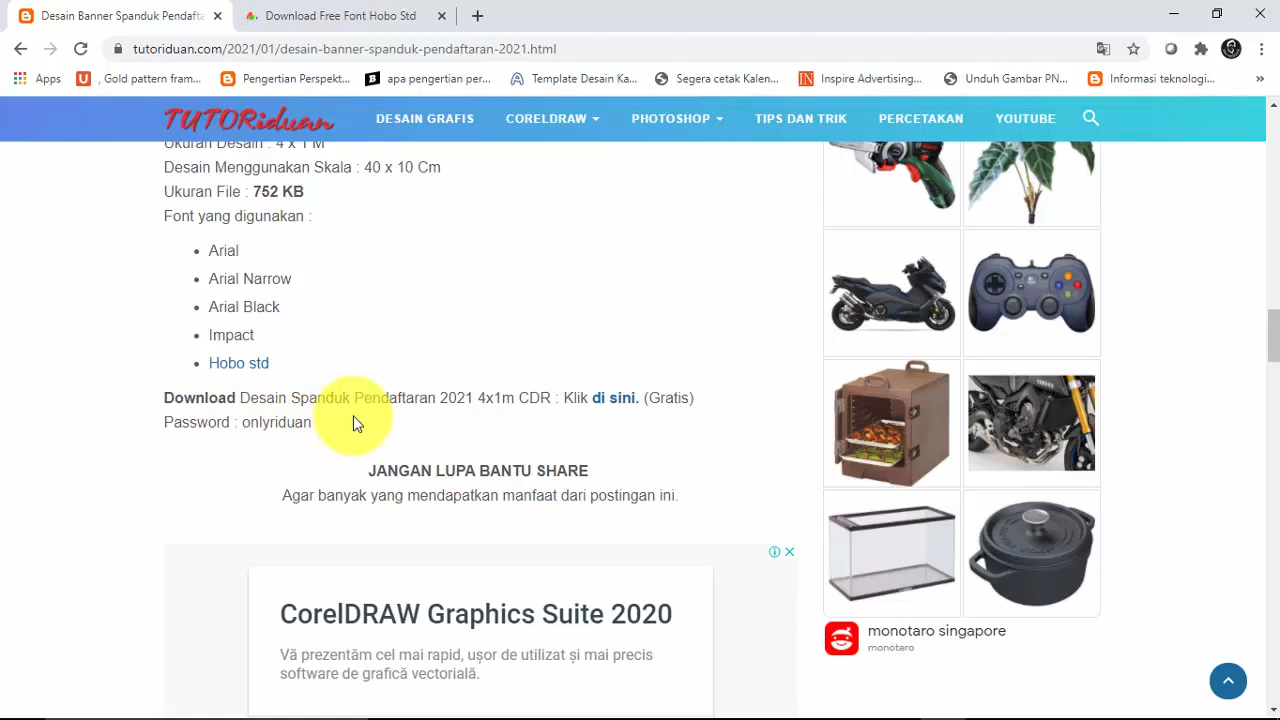 Desain Banner Spanduk Pendafta
Download Free Font Hobo Std
tutoriduan.com/2021/01/desain-banner-spanduk-pendaftaran-2021.html
Apps
, Gold pattern fram...
Pengertian Perspekt...
apa pengertian per...
Template Desain Ka...
Segera cetak Kalen...
Inspire Advertising...
Unduh Gambar PN...
Informasi teknologi...
»
TUTORiduan
DESAIN GRAFIS
CORELDRAW
PHOTOSHOP
TIPS DAN TRIK
PERCETAKAN
YOUTUBE
Ukuran Desain : 4 x 1 M
Desain Menggunakan Skala : 40 x 10 Cm
Ukuran File : 752 KB
Font yang digunakan :
• Arial
• Arial Narrow
• Arial Black
• Impact
• Hobo std
Download Desain Spanduk Pendaftaran 2021 4x1m CDR : Klik di sini. (Gratis)
Password : onlyriduan
JANGAN LUPA BANTU SHARE
Agar banyak yang mendapatkan manfaat dari postingan ini.
CorelDRAW Graphics Suite 2020
Vă prezentăm cel mai rapid, ușor de utilizat și mai precis
software de grafică vectorială.
monotaro singapore
monotaro